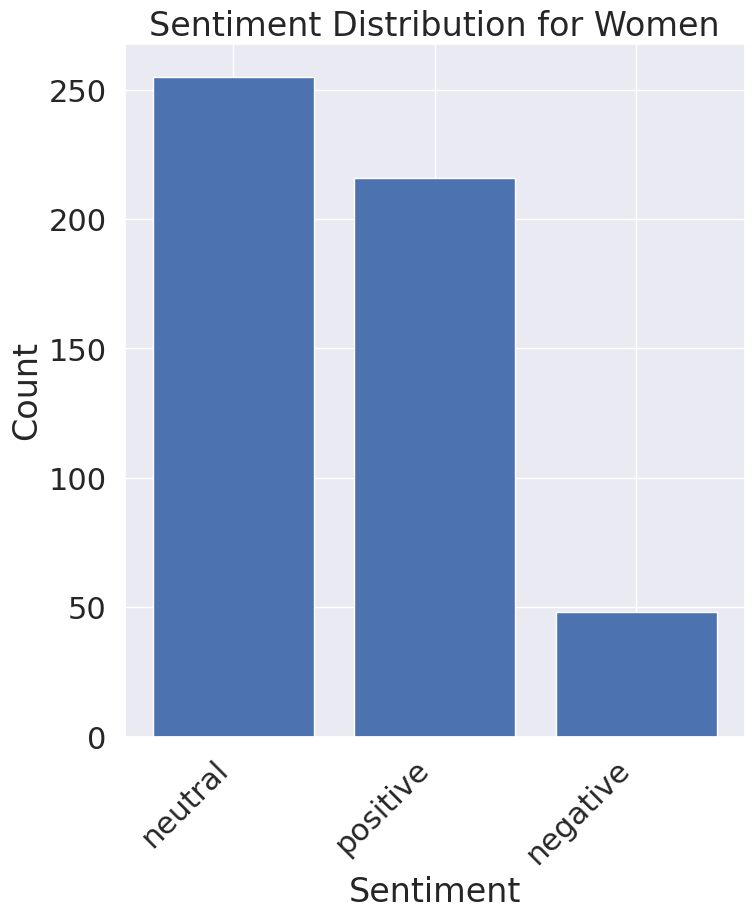 Sentiment Distribution for Women
250
200
150
100
50
0
Count
neutral
positive
negative
Sentiment